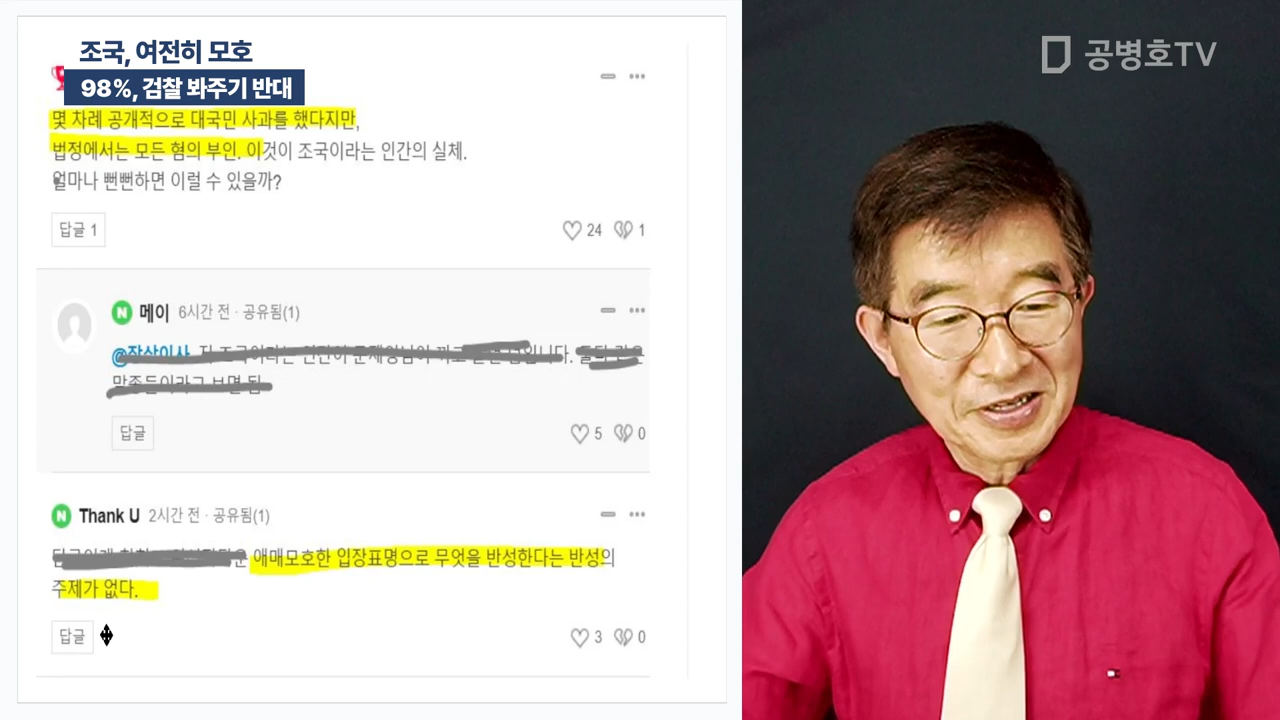 조국, 여전히 모호
98%, 검찰 봐주기 반대
공병호TV
몇 차례 공개적으로 대국민 사과를 했다지만,
법정에서는 모든 혐의 부인. 이것이 조국이라는 인간의 실체.
얼마나 뻔뻔하면 이럴 수 있을까?
답글 1
24 1
N 메이 6시간 전 · 공유됨(1)
답글
5 0
N Thank U 2시간 전 · 공유됨(1)
애매모호한 입장표명으로 무엇을 반성한다는 반성의
주제가 없다.
답글
3 0